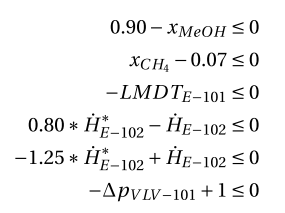 0.90 − x_{MeOH} ≤ 0
x_{CH_4} − 0.07 ≤ 0
−LMDT_{E−101} ≤ 0
0.80 * Ḣ^*_{E−102} − Ḣ_{E−102} ≤ 0
−1.25 * Ḣ^*_{E−102} + Ḣ_{E−102} ≤ 0
−Δp_{VLV−101} + 1 ≤ 0